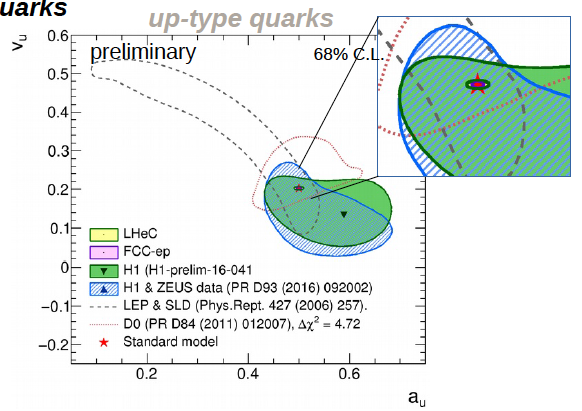 uarks
up-type quarks
preliminary
68% C.L.
v_u
0.6
0.5
0.4
0.3
0.2
0.1
0
−0.1
−0.2
LHeC
FCC-ep
H1 (H1-prelim-16-041
H1 & ZEUS data (PR D93 (2016) 092002)
LEP & SLD (Phys.Rept. 427 (2006) 257).
D0 (PR D84 (2011) 012007), Δχ² = 4.72
Standard model
0.2
0.4
0.6
a_u